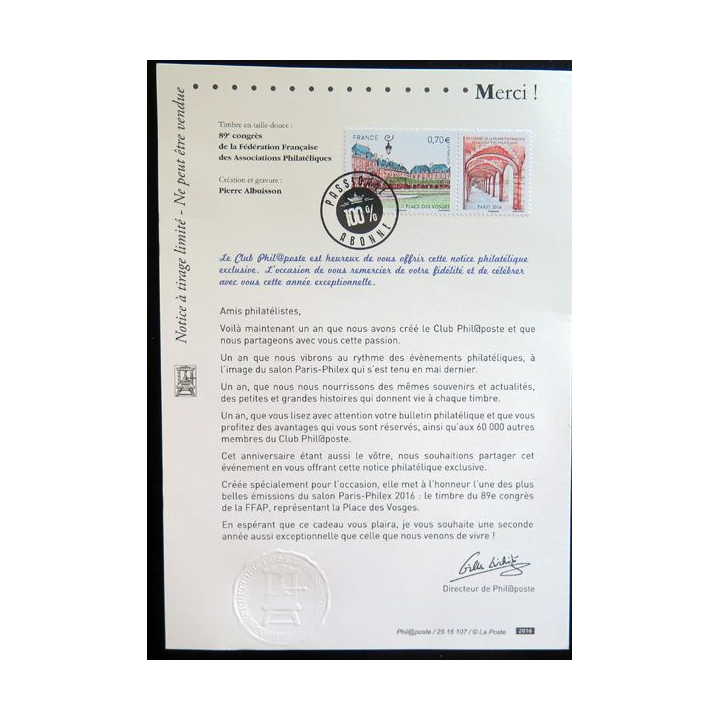 Merci !
Notice à tirage limité - Ne peut être vendue
Timbre en taille-douce :
89e congrès
de la Fédération Française
des Associations Philatéliques
Création et gravure :
Pierre Albuisson
FRANCE
0,70€
PLACE DES VOSGES
PARIS 2016
100%
ABONNÉ
Le Club Phil@poste est heureux de vous offrir cette notice philatélique
exclusive. L'occasion de vous remercier de votre fidélité et de célébrer
avec vous cette année exceptionnelle.
Amis philatélistes,
Voilà maintenant un an que nous avons créé le Club Phil@poste et que
nous partageons avec vous cette passion.
Un an que nous vibrons au rythme des évènements philatéliques, à
l'image du salon Paris-Philex qui s'est tenu en mai dernier.
Un an, que nous nous nourrissons des mêmes souvenirs et actualités,
des petites et grandes histoires qui donnent vie à chaque timbre.
Un an, que vous lisez avec attention votre bulletin philatélique et que vous
profitez des avantages qui vous sont réservés, ainsi qu'aux 60 000 autres
membres du Club Phil@poste.
Cet anniversaire étant aussi le vôtre, nous souhaitions partager cet
événement en vous offrant cette notice philatélique exclusive.
Créée spécialement pour l'occasion, elle met à l'honneur l'une des plus
belles émissions du salon Paris-Philex 2016 : le timbre du 89e congrès
de la FFAP, représentant la Place des Vosges.
En espérant que ce cadeau vous plaira, je vous souhaite une seconde
année aussi exceptionnelle que celle que nous venons de vivre !
Directeur de Phil@poste
Phil@poste / 25 16 107 / © La Poste 2016